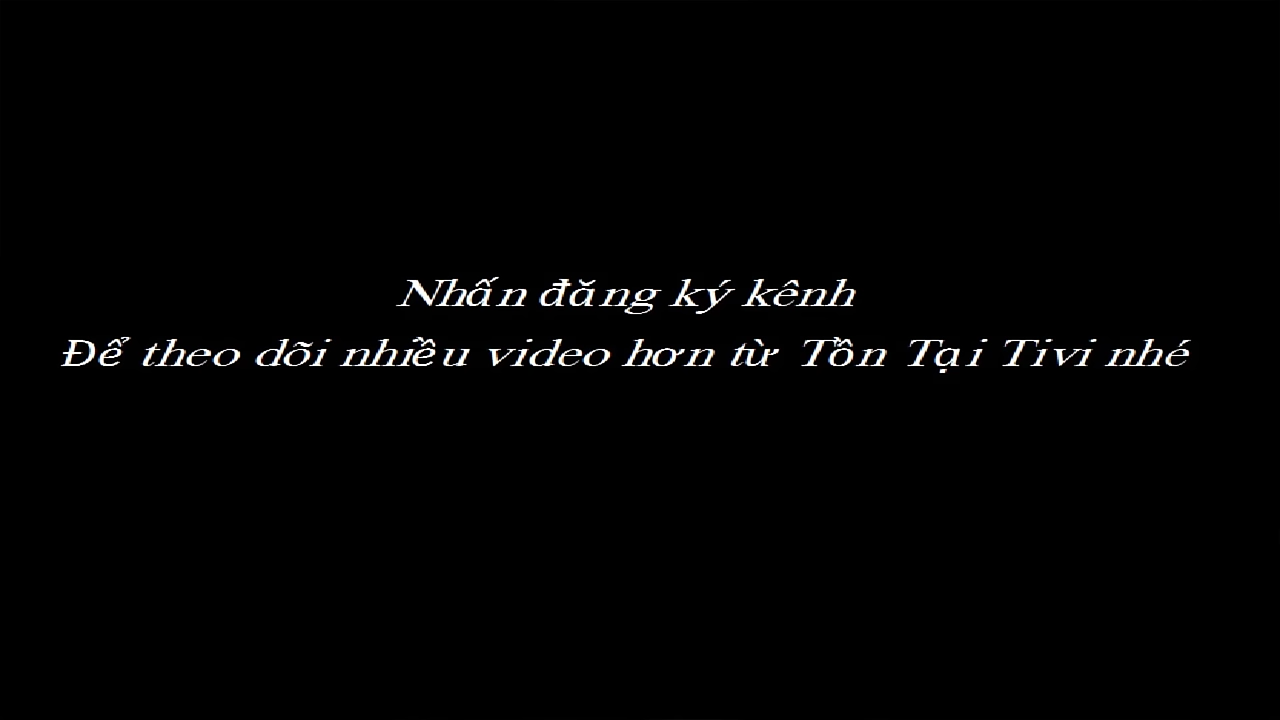 Nhấn đăng ký kênh
Để theo dõi nhiều video hơn từ Tồn Tại Tivi nhé